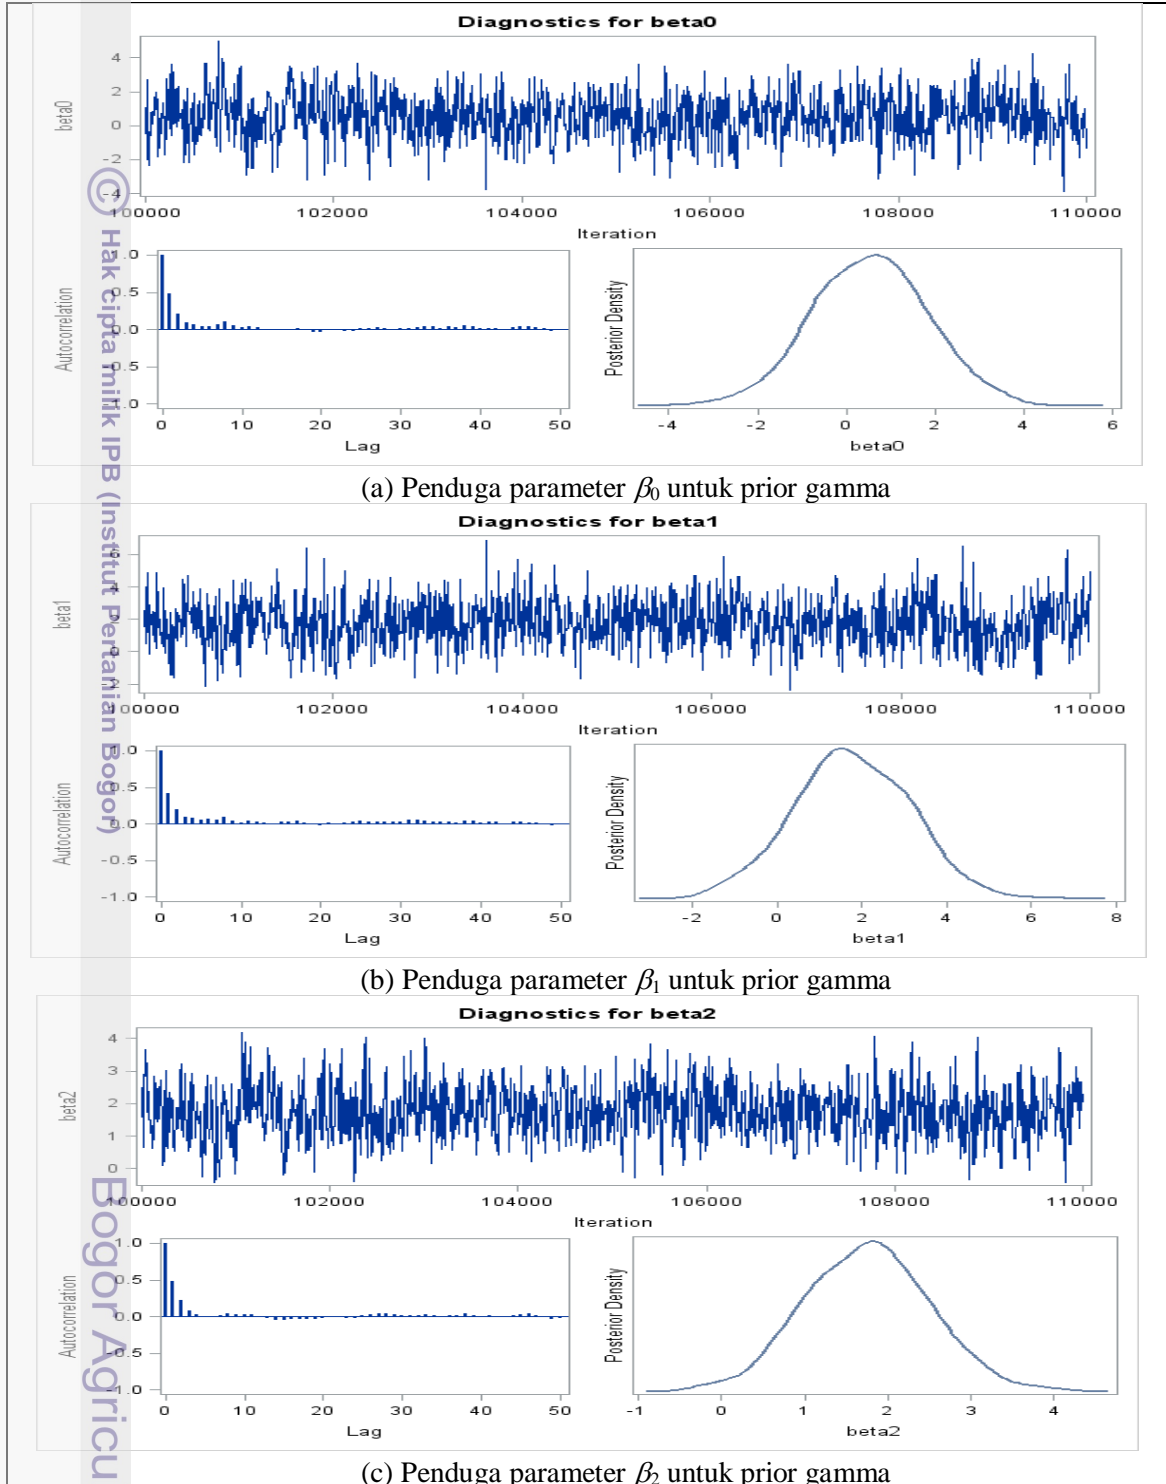 Diagnostics for beta0
beta0
4
2
0
-2
-4
100000 102000 104000 106000 108000 110000
Iteration
Autocorrelation
1.0
0.5
0.0
-0.5
-1.0
0 10 20 30 40 50
Lag
Posterior Density
-4 -2 0 2 4 6
beta0
(a) Penduga parameter β0 untuk prior gamma
Diagnostics for beta1
beta1
6
4
2
0
-2
100000 102000 104000 106000 108000 110000
Iteration
Autocorrelation
1.0
0.5
0.0
-0.5
-1.0
0 10 20 30 40 50
Lag
Posterior Density
-2 0 2 4 6 8
beta1
(b) Penduga parameter β1 untuk prior gamma
Diagnostics for beta2
beta2
4
3
2
1
0
100000 102000 104000 106000 108000 110000
Iteration
Autocorrelation
1.0
0.5
0.0
-0.5
-1.0
0 10 20 30 40 50
Lag
Posterior Density
-1 0 1 2 3 4
beta2
(c) Penduga parameter β2 untuk prior gamma
© Hak cipta milik IPB (Institut Pertanian Bogor)
Bogor Agricu